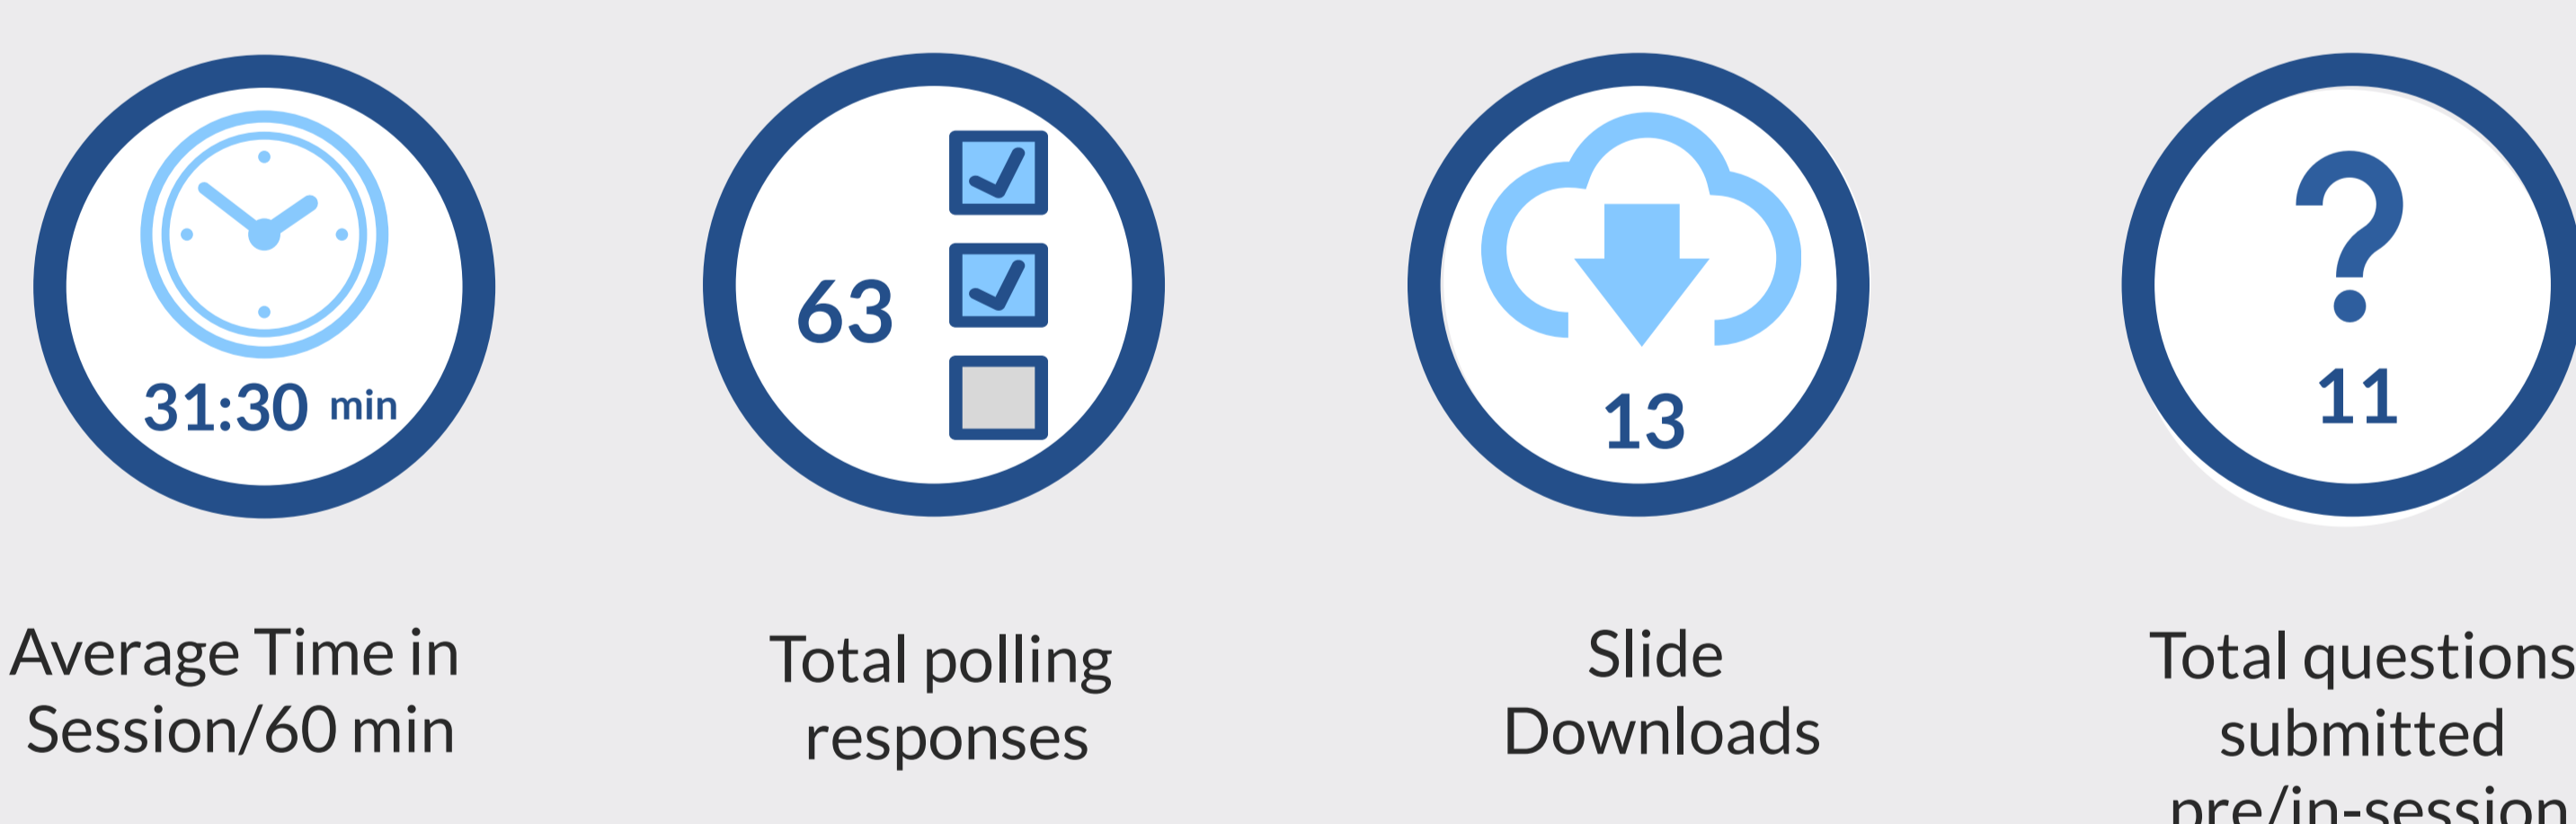 31:30 min
Average Time in
Session/60 min
63
Total polling
responses
13
Slide
Downloads
11
Total questions
submitted
pre/in-session